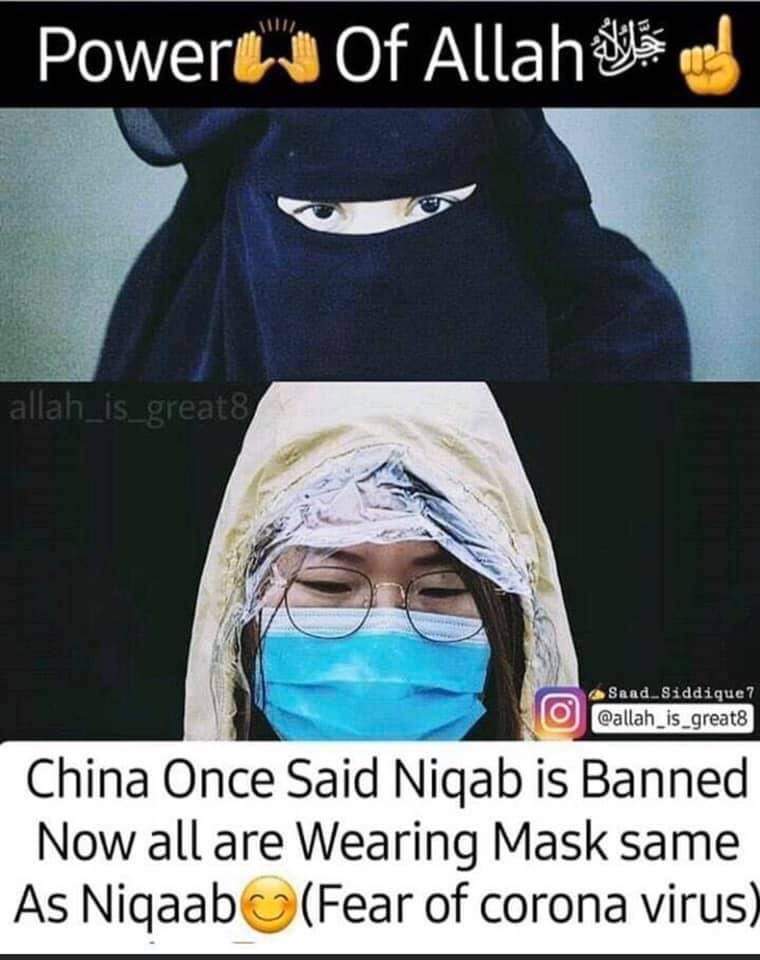 Power🙌 Of Allah ﷻ☝️
allah_is_great8
✍Saad_Siddique7
@allah_is_great8
China Once Said Niqab is Banned
Now all are Wearing Mask same
As Niqaab😊(Fear of corona virus)